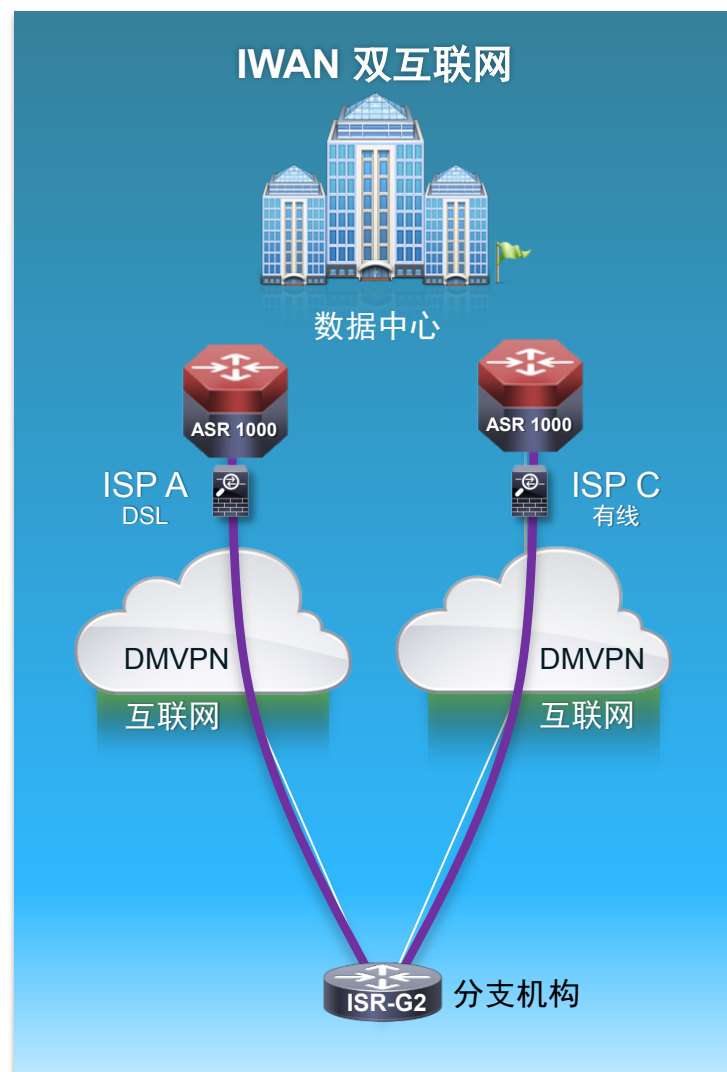 IWAN 双互联网
数据中心
ASR 1000
ASR 1000
ISP A
DSL
ISP C
有线
DMVPN
互联网
DMVPN
互联网
ISR-G2
分支机构